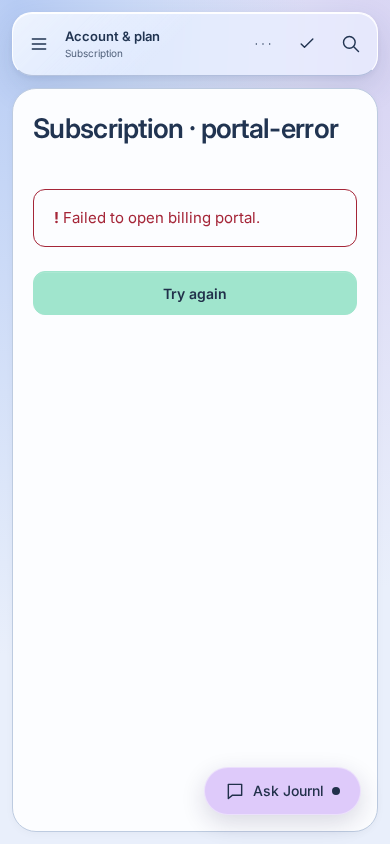 Account & plan
Subscription
Subscription · portal-error
! Failed to open billing portal.
Try again
Ask Journl